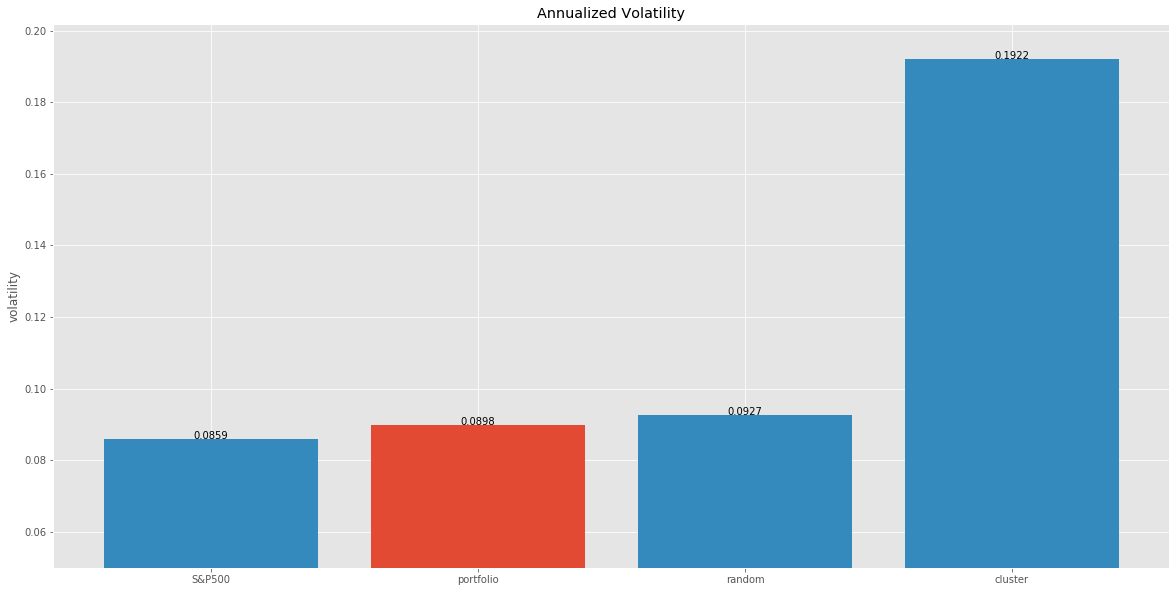 Annualized Volatility
0.20
0.18
0.16
0.14
0.12
0.10
0.08
0.06
volatility
0.0859
0.0898
0.0927
0.1922
S&P500
portfolio
random
cluster